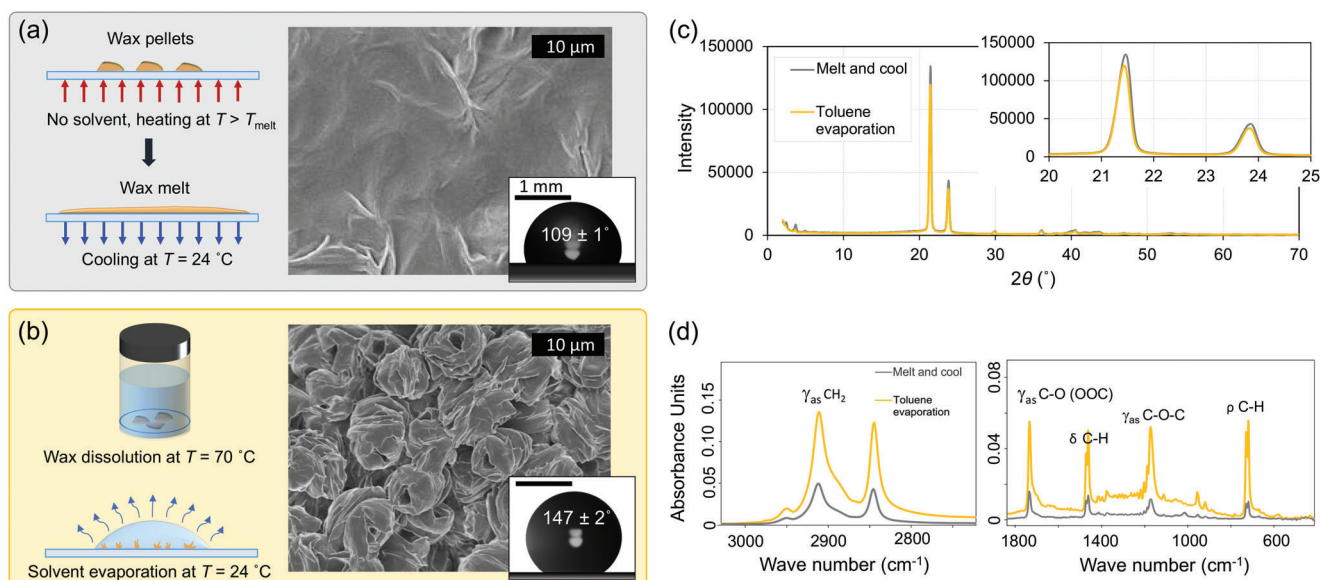 (a)
Wax pellets
No solvent, heating at T > Tmelt
Wax melt
Cooling at T = 24 ˚C
10 µm
1 mm
109 ± 1˚
(b)
Wax dissolution at T = 70 ˚C
Solvent evaporation at T = 24 ˚C
10 µm
147 ± 2˚
(c)
150000
100000
50000
0
Intensity
Melt and cool
Toluene
evaporation
0 10 20 30 40 50 60 70
2θ (˚)
150000
100000
50000
0
20 21 22 23 24 25
(d)
Absorbance Units
0.15
0.10
0.05
0
γas CH2
Melt and cool
Toluene
evaporation
3000 2900 2800
Wave number (cm-1)
0.08
0.04
0
γas C-O (OOC)
δ C-H
γas C-O-C
ρ C-H
1800 1400 1000 600
Wave number (cm-1)